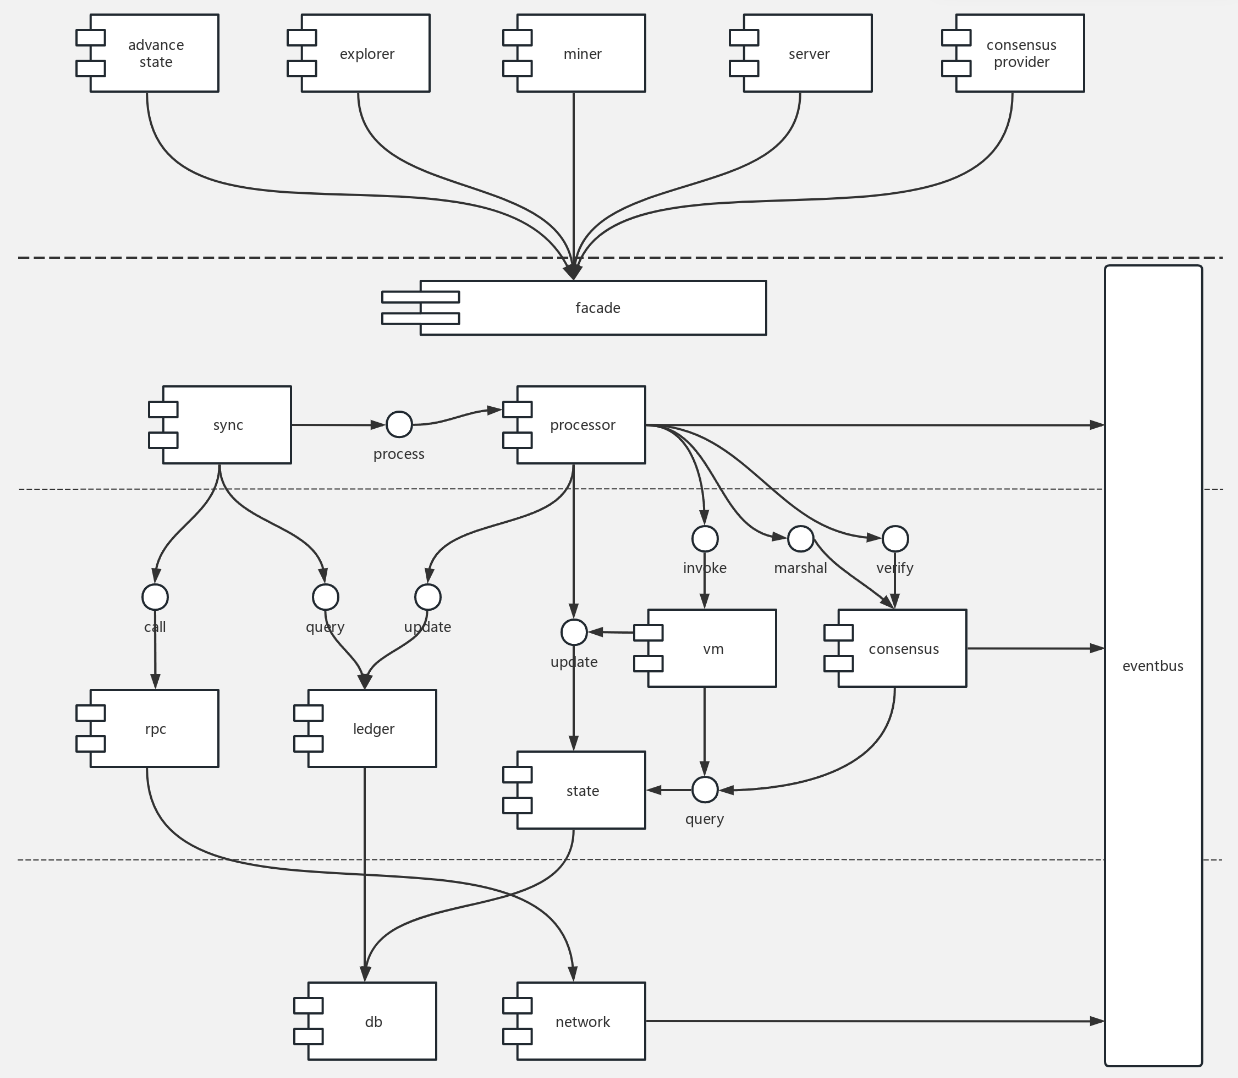 advance
state
explorer
miner
server
consensus
provider
facade
sync
process
processor
invoke
marshal
verify
call
query
update
update
vm
consensus
eventbus
rpc
ledger
state
query
db
network